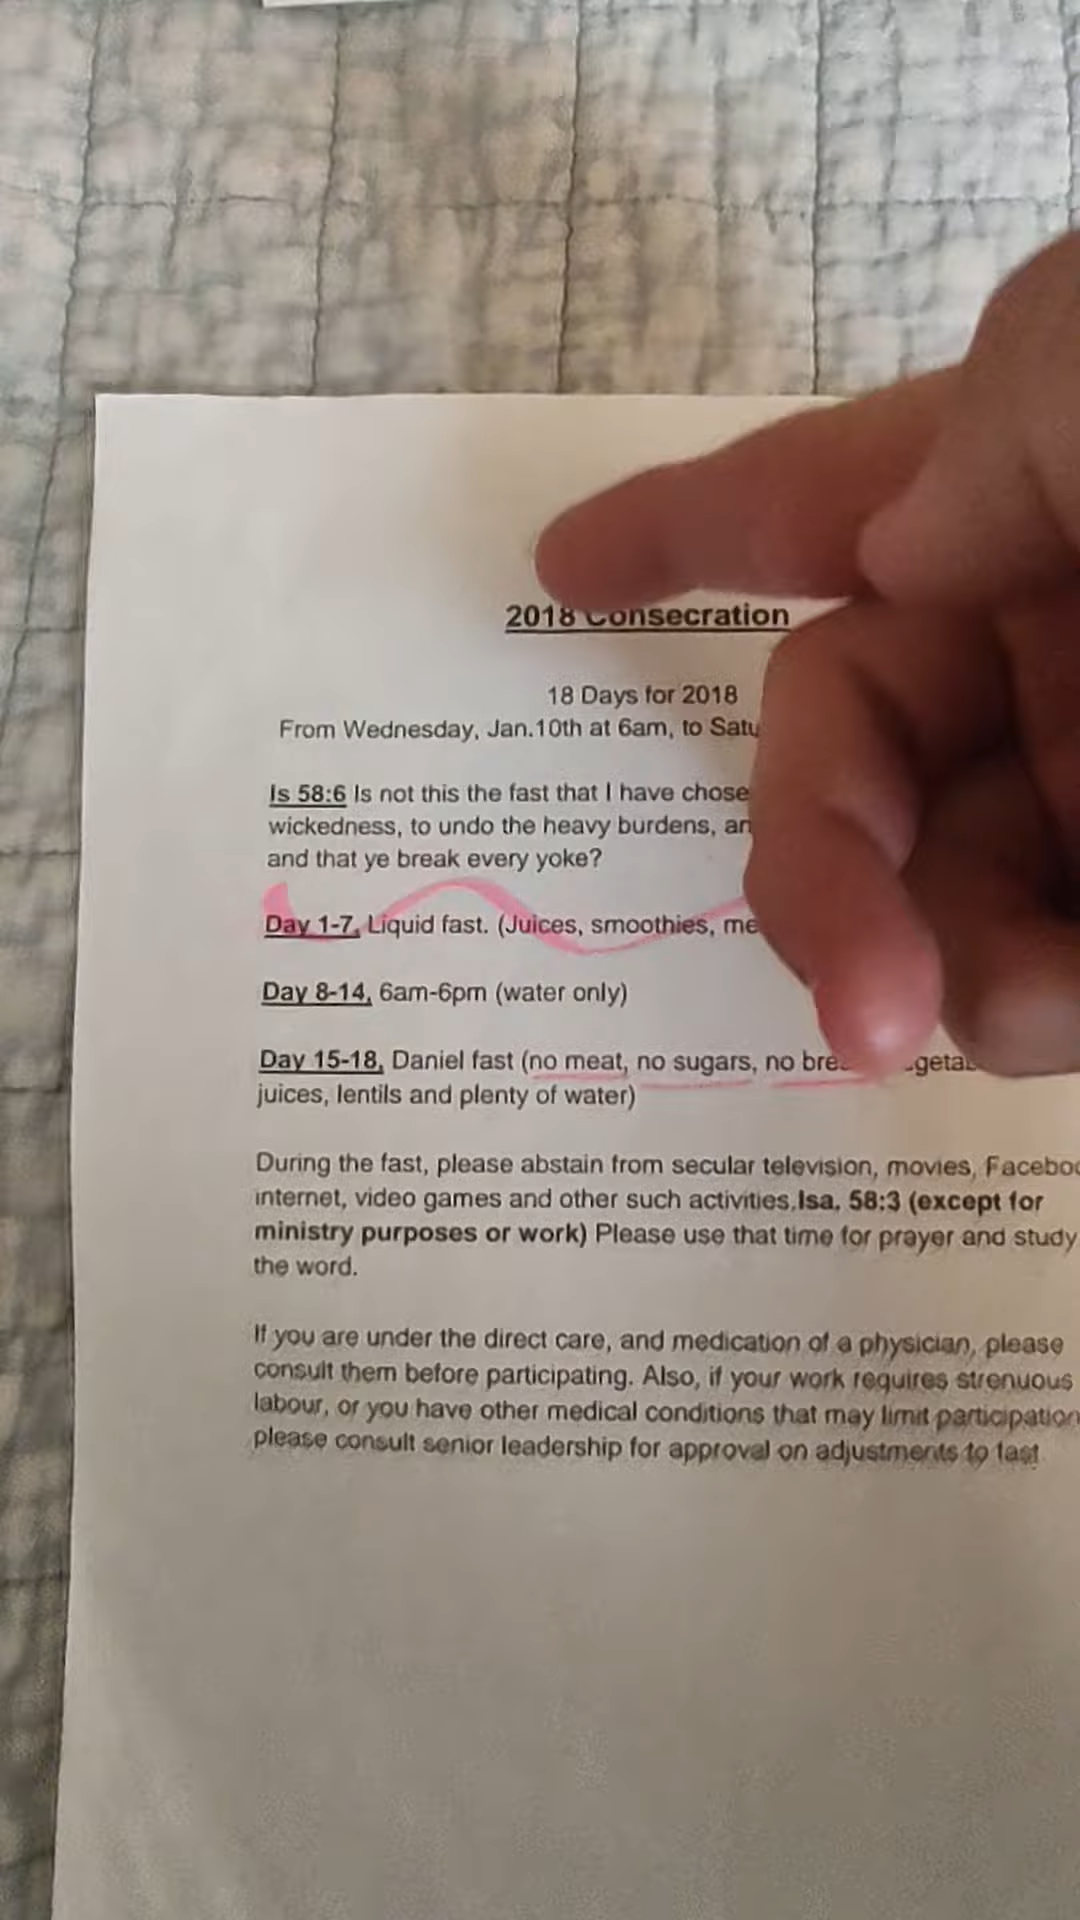 2018 Consecration
18 Days for 2018
From Wednesday, Jan.10th at 6am, to
Is 58:6 Is not this the fast that I have
wickedness, to undo the heavy burdens,
and that ye break every yoke?
Day 1-7, Liquid fast. (Juices, smoothies,
Day 8-14, 6am-6pm (water only)
Day 15-18, Daniel fast (no meat, no sugars, no
juices, lentils and plenty of water)
During the fast, please abstain from secular television, movies,
internet, video games and other such activities.Isa. 58:3 (except for
ministry purposes or work) Please use that time for prayer and study
the word.
If you are under the direct care, and medication of a physician, please
consult them before participating. Also, if your work requires strenuous
labour, or you have other medical conditions that may limit participation
please consult senior leadership for approval on adjustments to fast